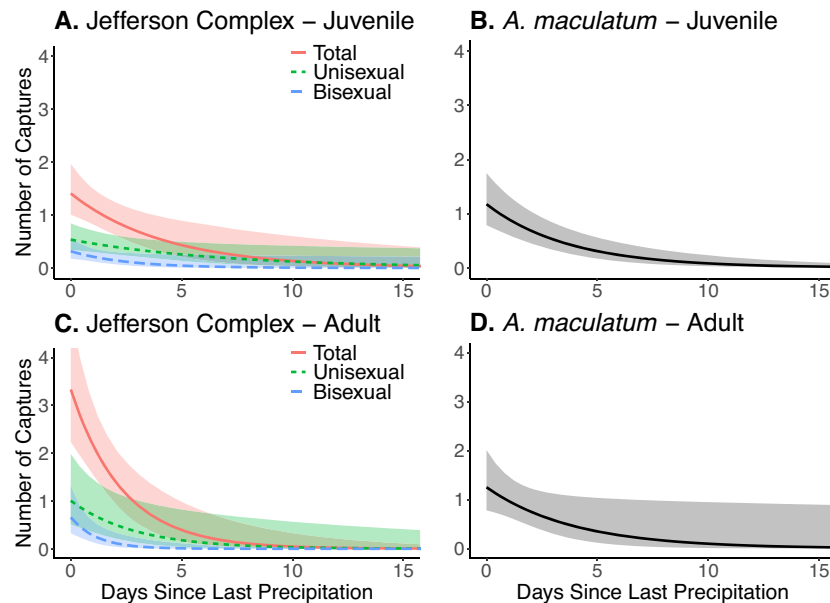 A. Jefferson Complex – Juvenile
Total
Unisexual
Bisexual
Number of Captures
4
3
2
1
0
0 5 10 15
B. A. maculatum – Juvenile
4
3
2
1
0
0 5 10 15
C. Jefferson Complex – Adult
Total
Unisexual
Bisexual
Number of Captures
4
3
2
1
0
0 5 10 15
Days Since Last Precipitation
D. A. maculatum – Adult
4
3
2
1
0
0 5 10 15
Days Since Last Precipitation